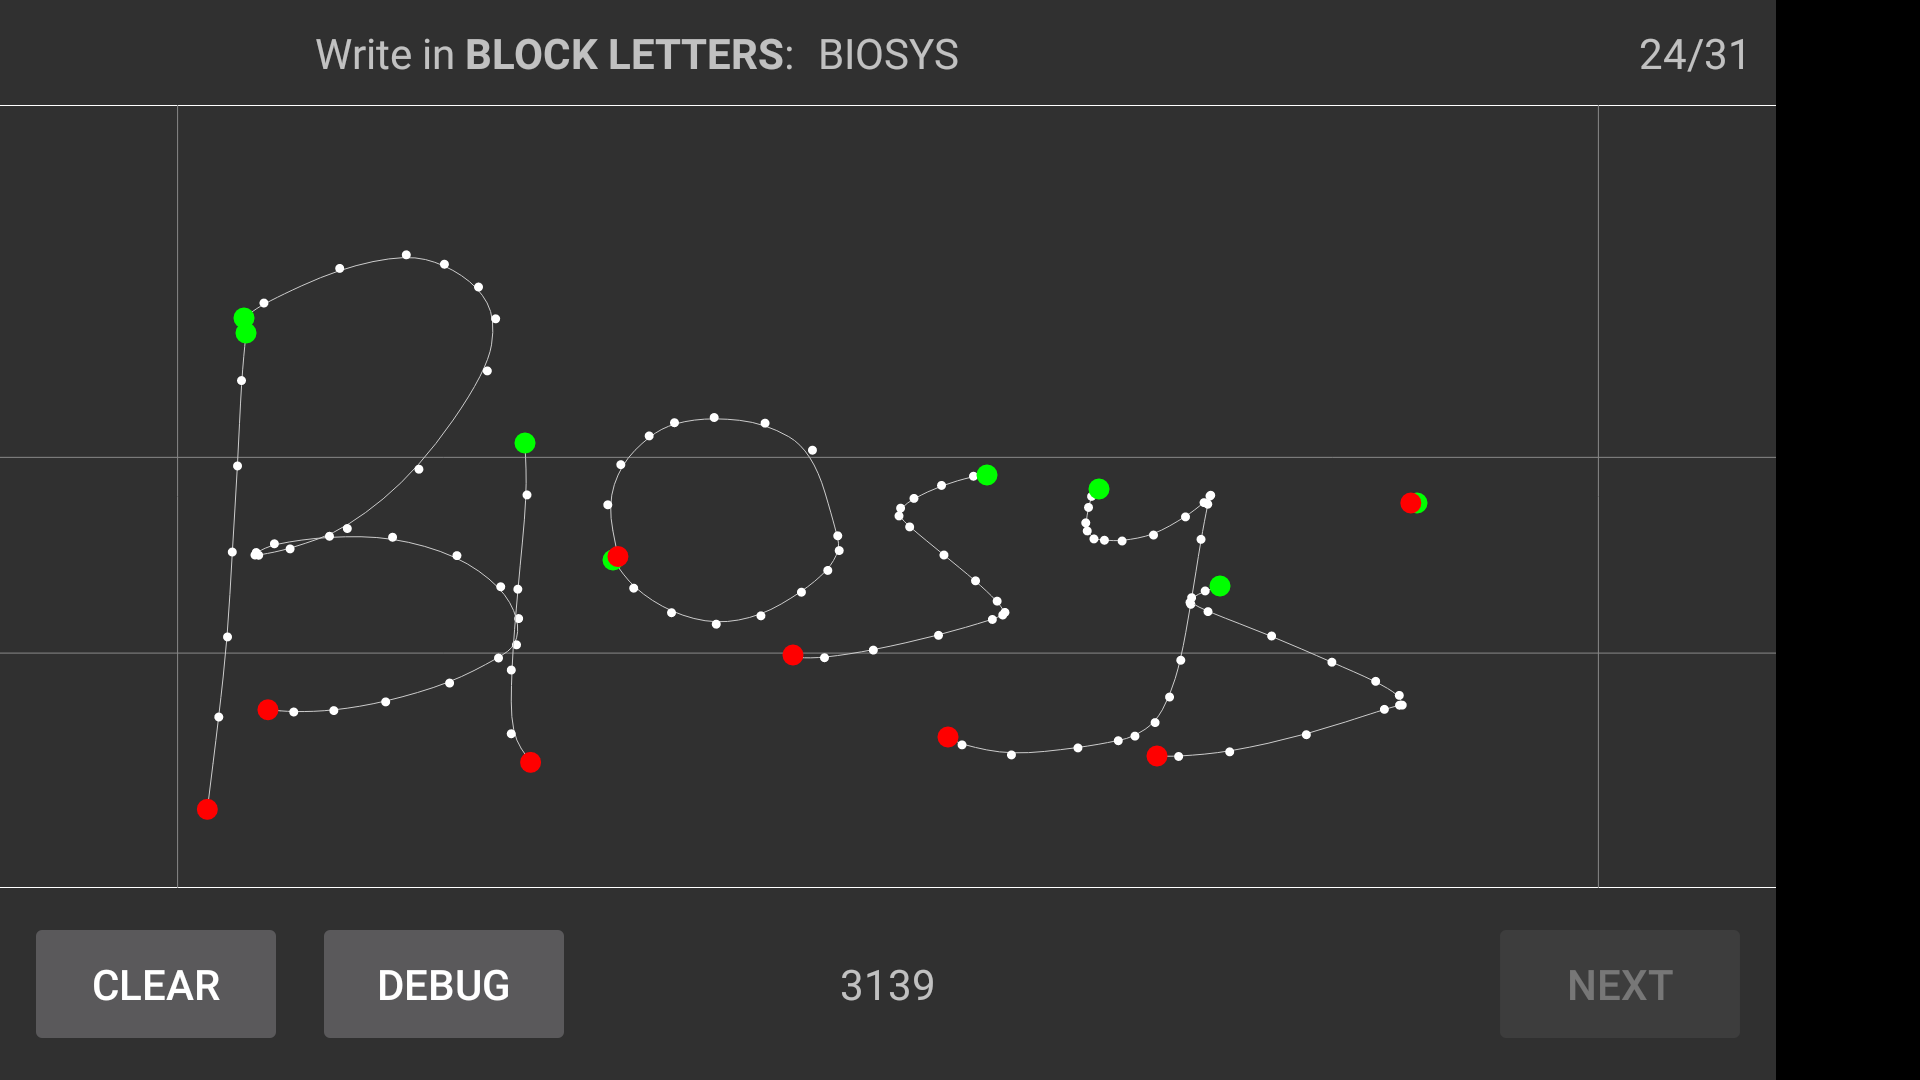 Write in BLOCK LETTERS: BIOSYS 24/31
BIOSYS
CLEAR DEBUG 3139 NEXT